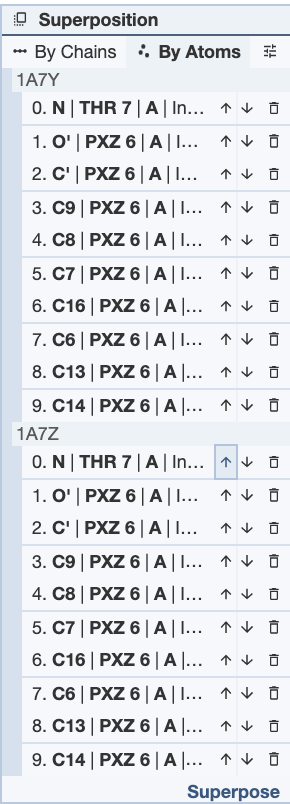 Superposition
By Chains By Atoms
1A7Y
0. N | THR 7 | A | In...
1. O' | PXZ 6 | A | I...
2. C' | PXZ 6 | A | I...
3. C9 | PXZ 6 | A | I...
4. C8 | PXZ 6 | A | I...
5. C7 | PXZ 6 | A | I...
6. C16 | PXZ 6 | A |...
7. C6 | PXZ 6 | A | I...
8. C13 | PXZ 6 | A |...
9. C14 | PXZ 6 | A |...
1A7Z
0. N | THR 7 | A | In...
1. O' | PXZ 6 | A | I...
2. C' | PXZ 6 | A | I...
3. C9 | PXZ 6 | A | I...
4. C8 | PXZ 6 | A | I...
5. C7 | PXZ 6 | A | I...
6. C16 | PXZ 6 | A |...
7. C6 | PXZ 6 | A | I...
8. C13 | PXZ 6 | A |...
9. C14 | PXZ 6 | A |...
Superpose